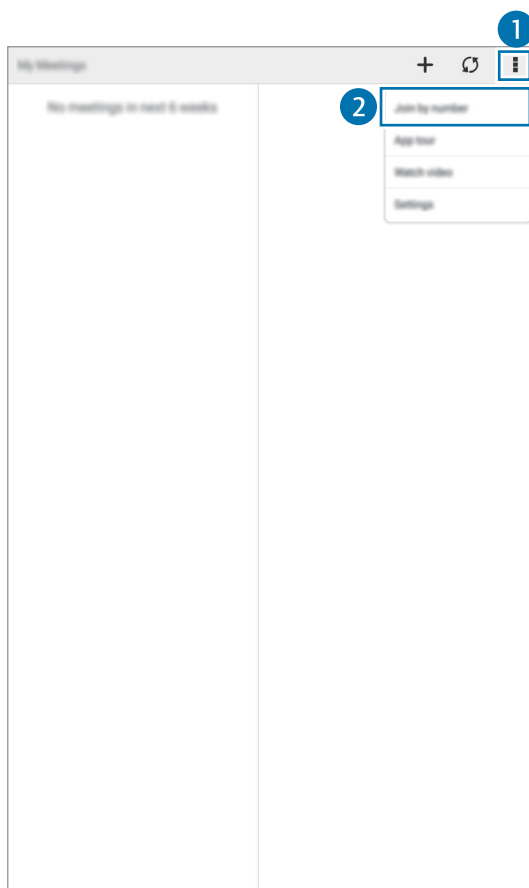 1
My Meetings
No meetings in next 6 weeks
2
Join by number
App tour
Watch video
Settings